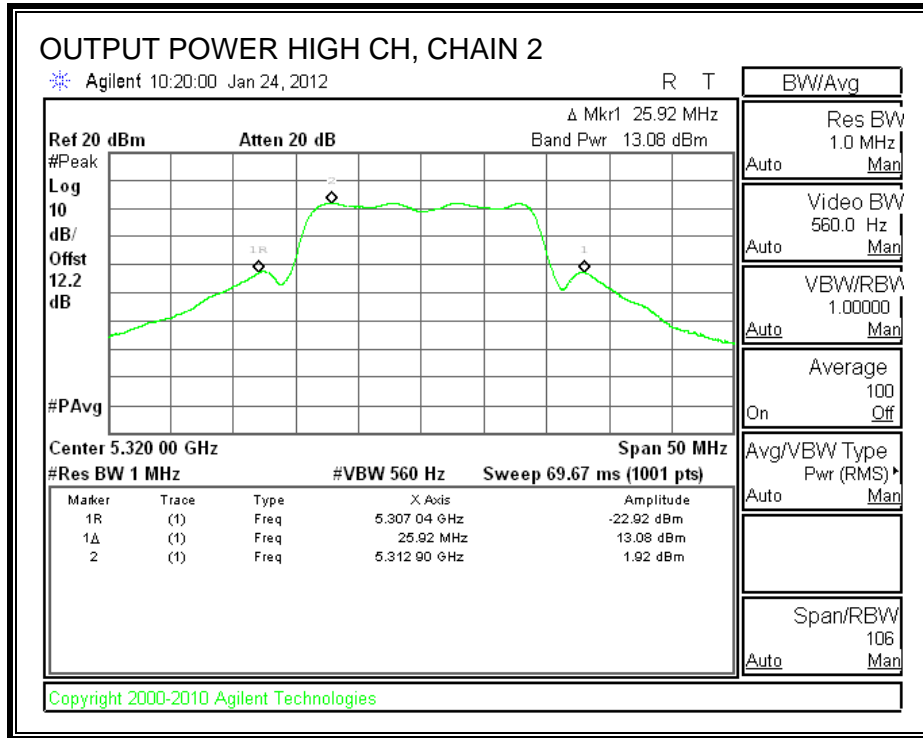 OUTPUT POWER HIGH CH, CHAIN 2
Agilent 10:20:00 Jan 24, 2012 R T
Δ Mkr1 25.92 MHz
Ref 20 dBm Atten 20 dB Band Pwr 13.08 dBm
#Peak
Log
10
dB/
Offst
12.2
dB
#PAvg
2
1R
1
Center 5.320 00 GHz Span 50 MHz
#Res BW 1 MHz #VBW 560 Hz Sweep 69.67 ms (1001 pts)
Marker Trace Type X Axis Amplitude
1R (1) Freq 5.307 04 GHz -22.92 dBm
1Δ (1) Freq 25.92 MHz 13.08 dBm
2 (1) Freq 5.312 90 GHz 1.92 dBm
BW/Avg
Res BW
1.0 MHz
Auto Man
Video BW
560.0 Hz
Auto Man
VBW/RBW
1.00000
Auto Man
Average
100
On Off
Avg/VBW Type
Pwr (RMS)
Auto Man
Span/RBW
106
Auto Man
Copyright 2000-2010 Agilent Technologies